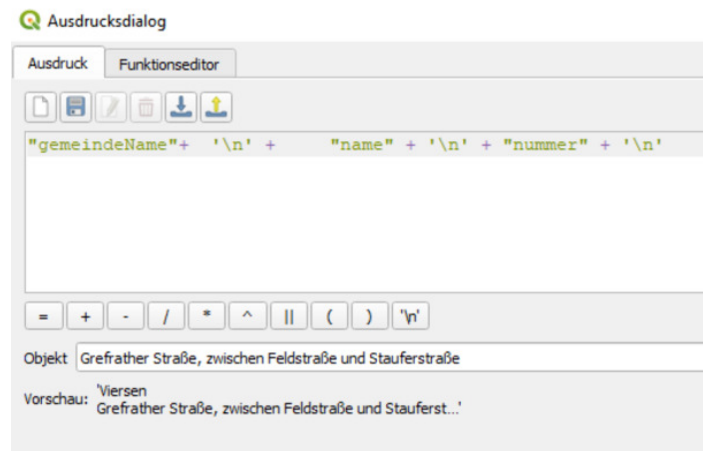 Ausdrucksdialog
Ausdruck Funktionseditor
"gemeindeName"+ '\n' + "name" + '\n' + "nummer" + '\n'
= + - / * ^ || ( ) '\n'
Objekt Grefrather Straße, zwischen Feldstraße und Stauferstraße
Vorschau: 'Viersen
Grefrather Straße, zwischen Feldstraße und Stauferst...'